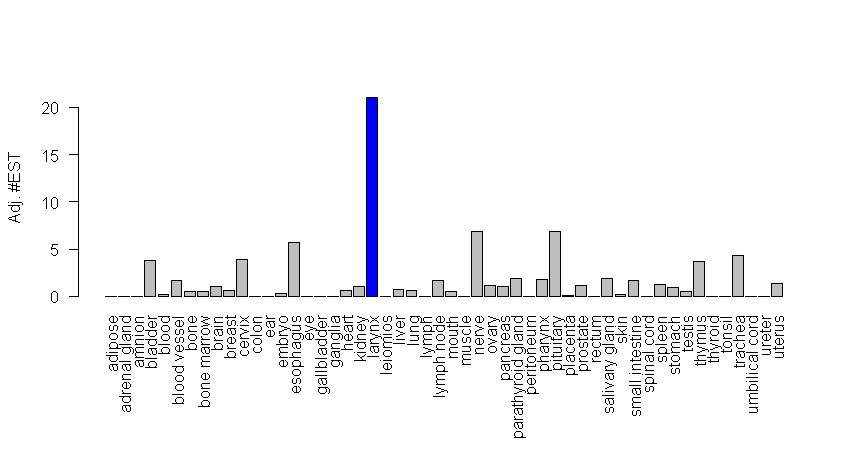 Adj. #EST
20
15
10
5
0
adipose
adrenal gland
amnion
bladder
blood
blood vessel
bone
bone marrow
brain
breast
cervix
colon
ear
embryo
esophagus
eye
gallbladder
ganglia
heart
kidney
larynx
leiomios
liver
lung
lymph
lymph node
mouth
muscle
nerve
ovary
pancreas
parathyroid gland
peritoneum
pharynx
pituitary
placenta
prostate
rectum
salivary gland
skin
small intestine
spinal cord
spleen
stomach
testis
thymus
thyroid
tonsil
trachea
umbilical cord
ureter
uterus